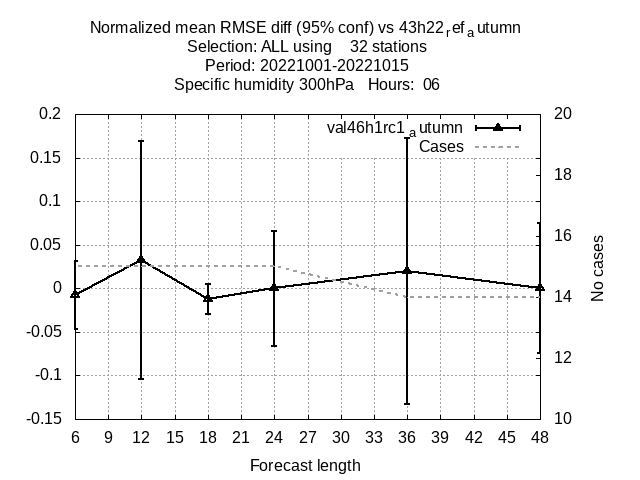 Normalized mean RMSE diff (95% conf) vs 43h22refautumn
Selection: ALL using 32 stations
Period: 20221001-20221015
Specific humidity 300hPa Hours: 06
0.2 20
val46h1rc1autumn
Cases
0.15
18
0.1
16
0.05
0 14
-0.05
12
-0.1
-0.15 10
No cases
6 9 12 15 18 21 24 27 30 33 36 39 42 45 48
Forecast length